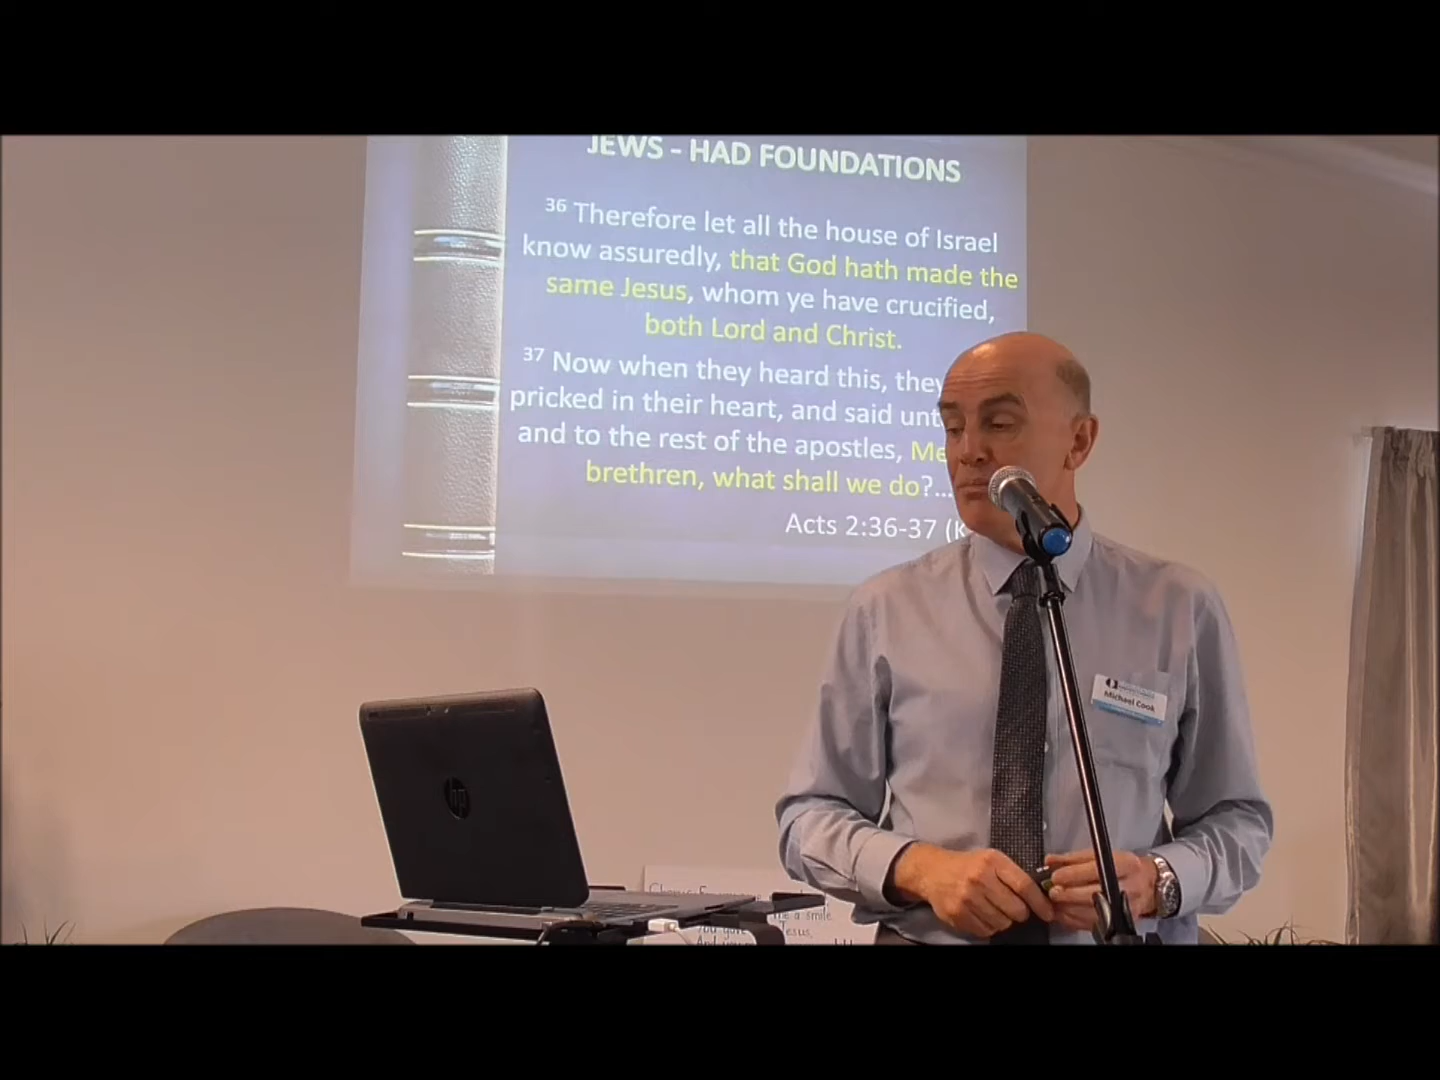 JEWS - HAD FOUNDATIONS
36 Therefore let all the house of Israel
know assuredly, that God hath made the
same Jesus, whom ye have crucified,
both Lord and Christ.
37 Now when they heard this, they
pricked in their heart, and said unt
and to the rest of the apostles, Me
brethren, what shall we do?...
Acts 2:36-37 (K
Michael Cook
hp
a smile
Jesus,